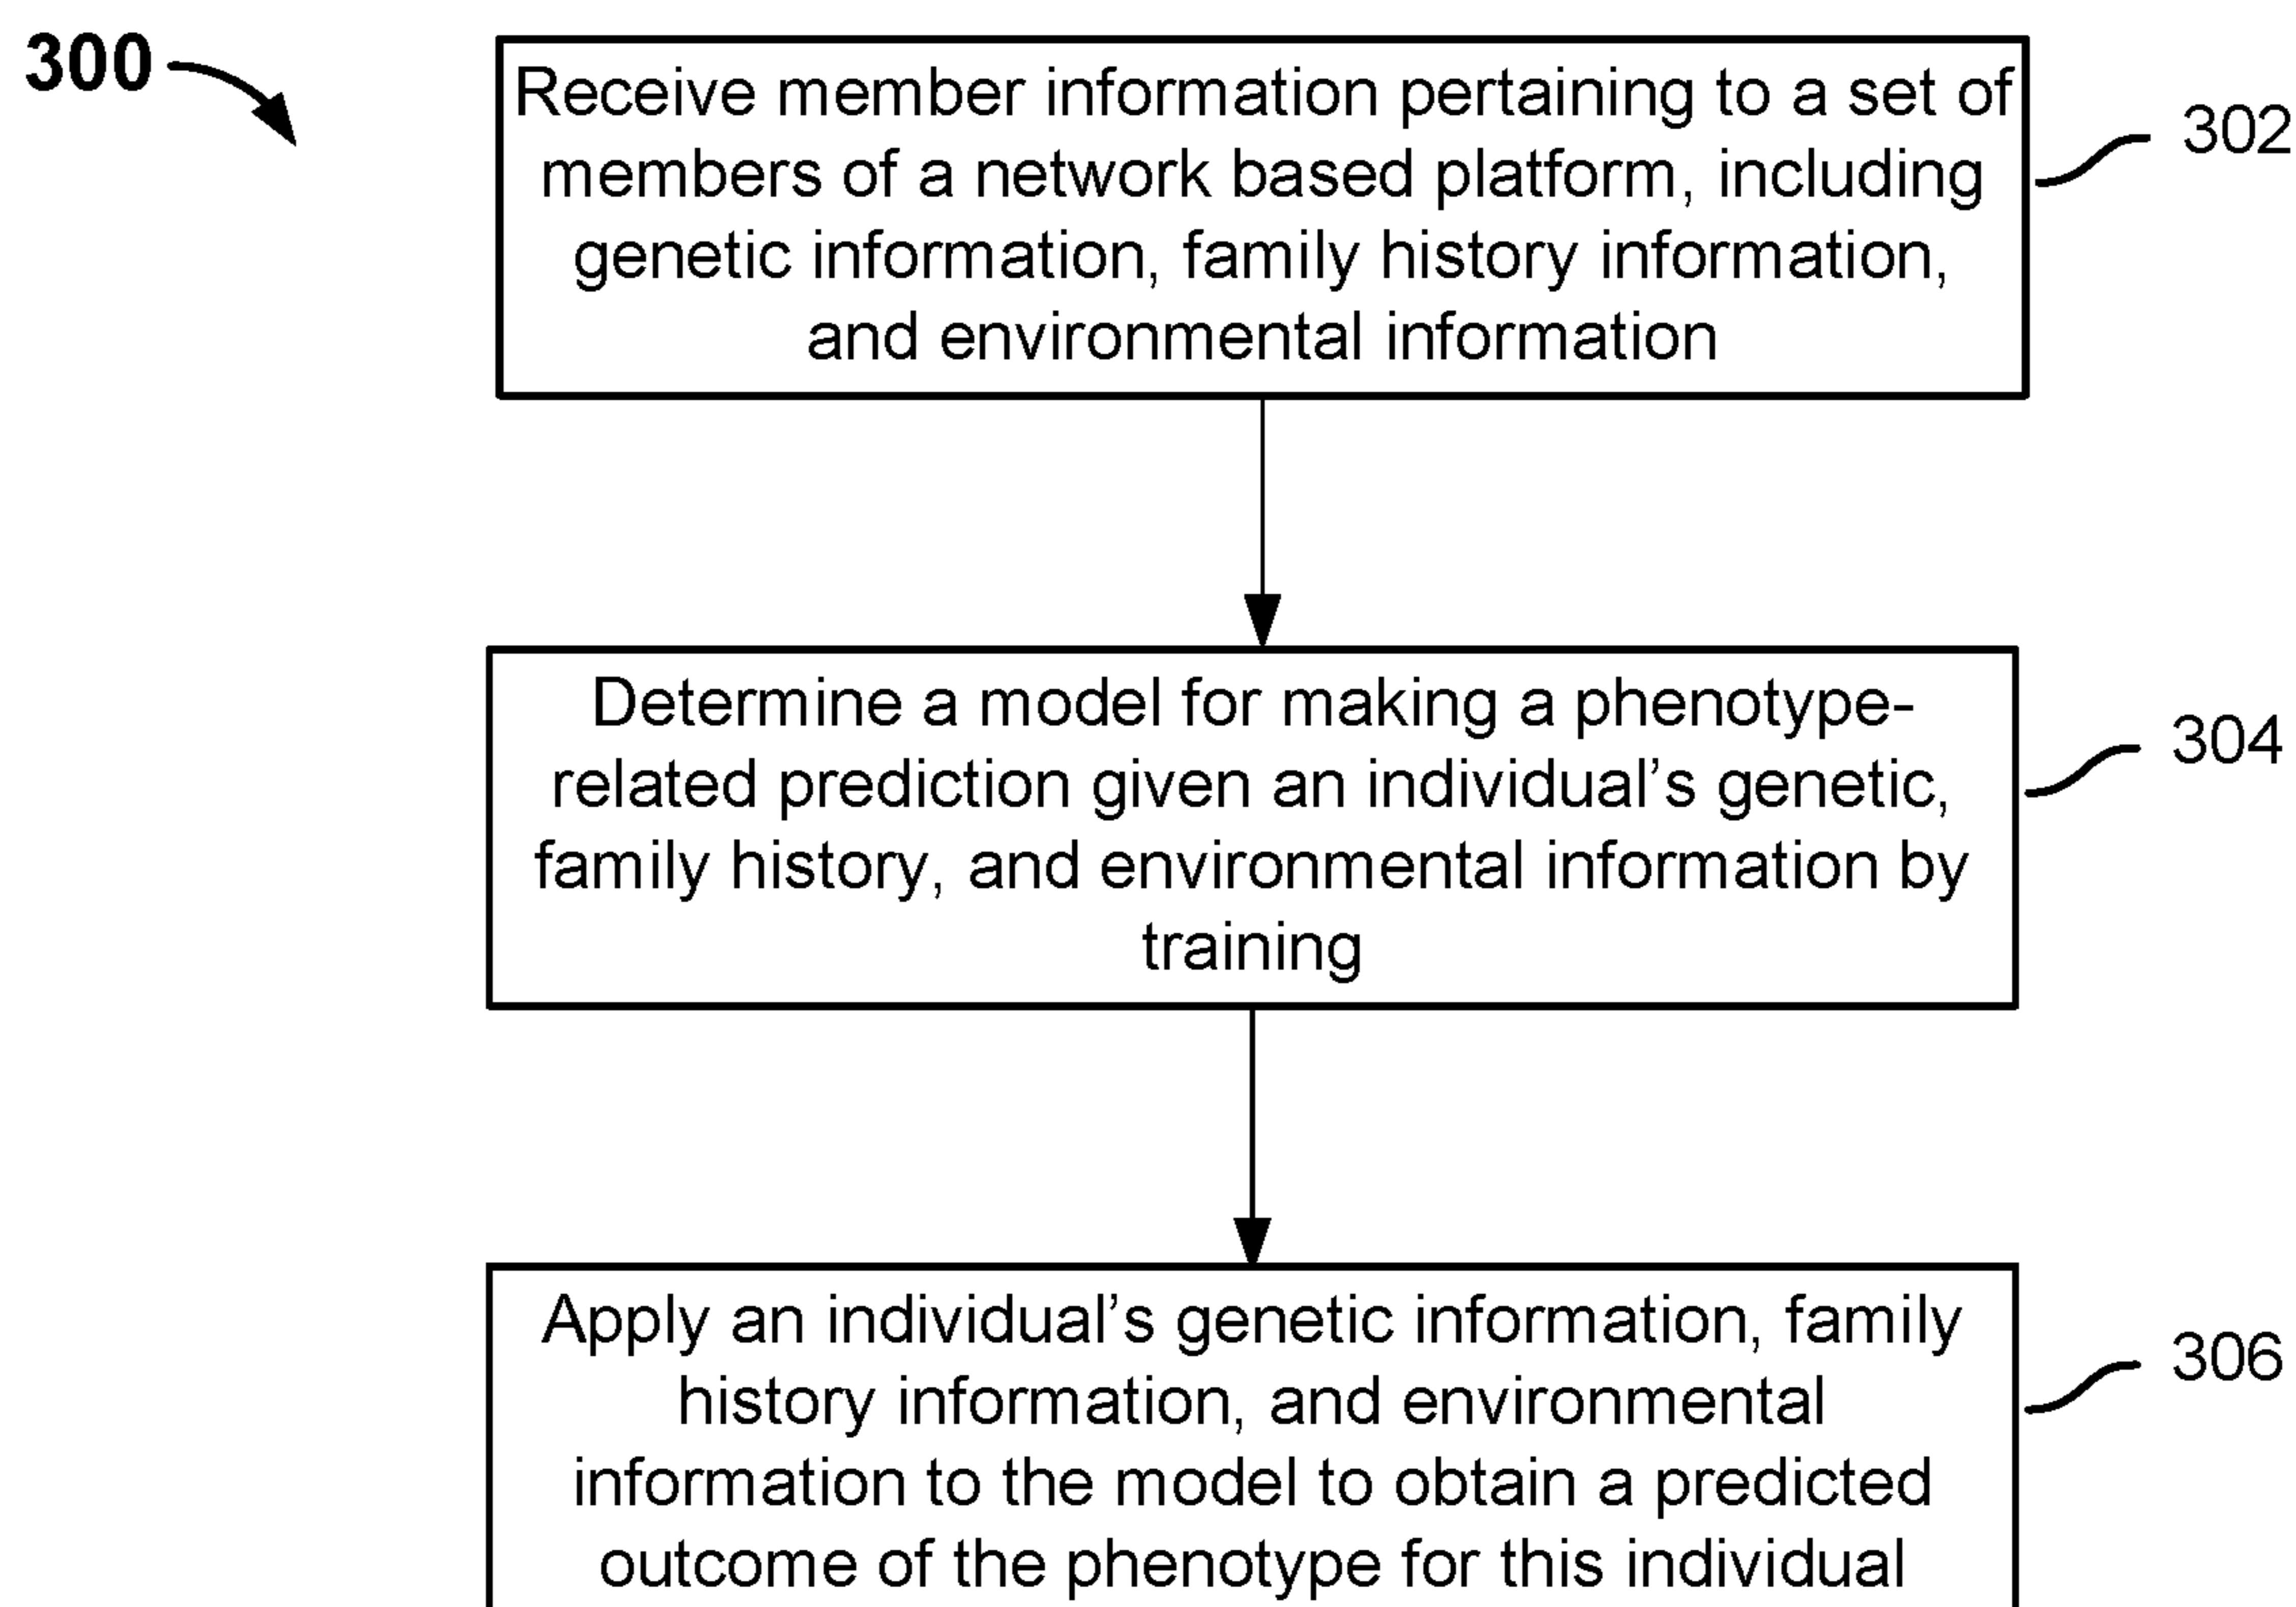 300
Receive member information pertaining to a set of
members of a network based platform, including
genetic information, family history information,
and environmental information
302
Determine a model for making a phenotype-
related prediction given an individual’s genetic,
family history, and environmental information by
training
304
Apply an individual’s genetic information, family
history information, and environmental
information to the model to obtain a predicted
outcome of the phenotype for this individual
306